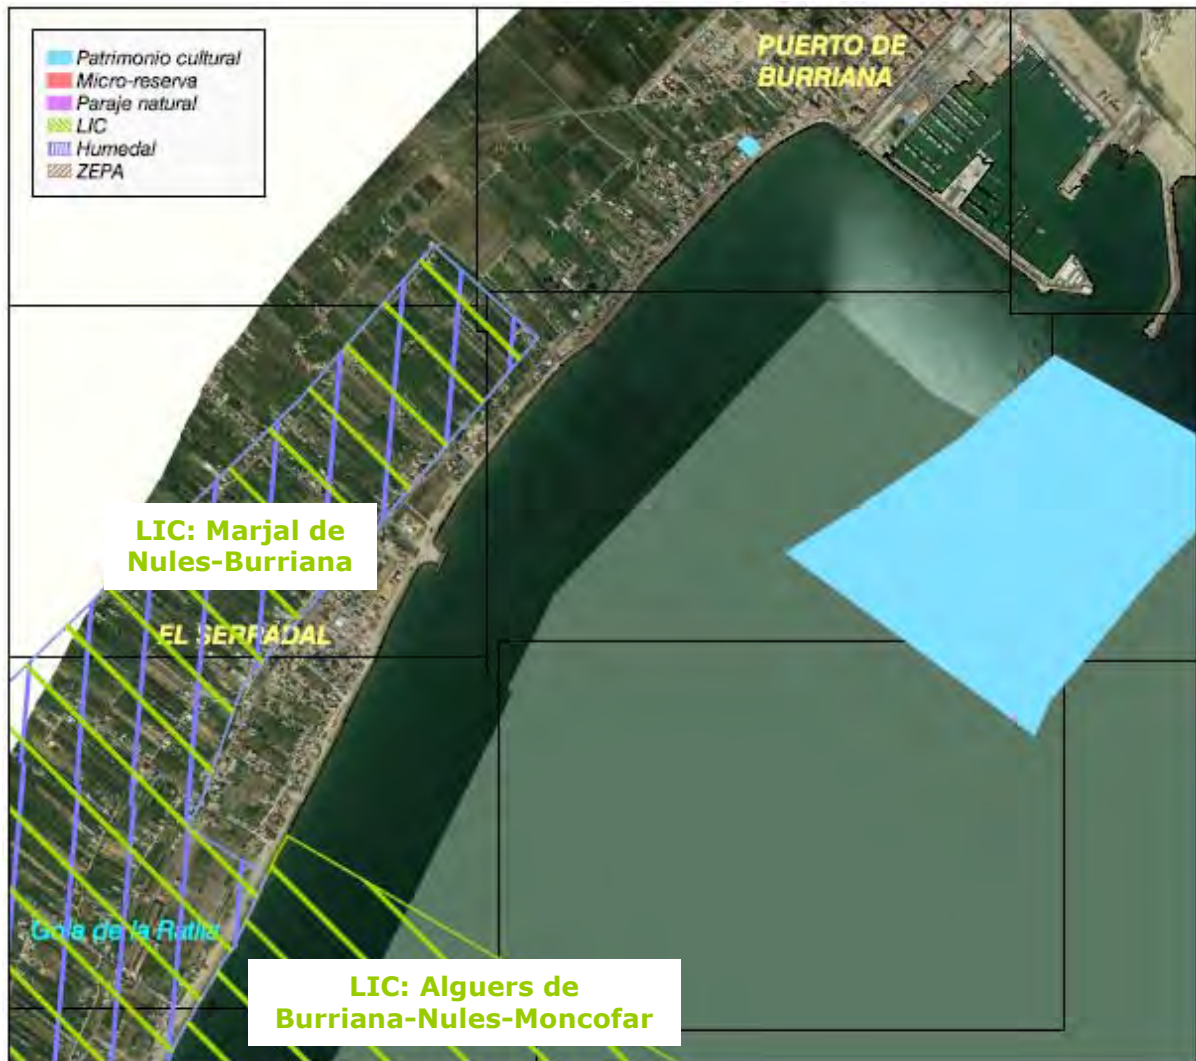 Patrimonio cultural
Micro-reserva
Paraje natural
LIC
Humedal
ZEPA
PUERTO DE
BURRIANA
LIC: Marjal de
Nules-Burriana
EL SERRADAL
Gola de la Ratlla
LIC: Alguers de
Burriana-Nules-Moncofar